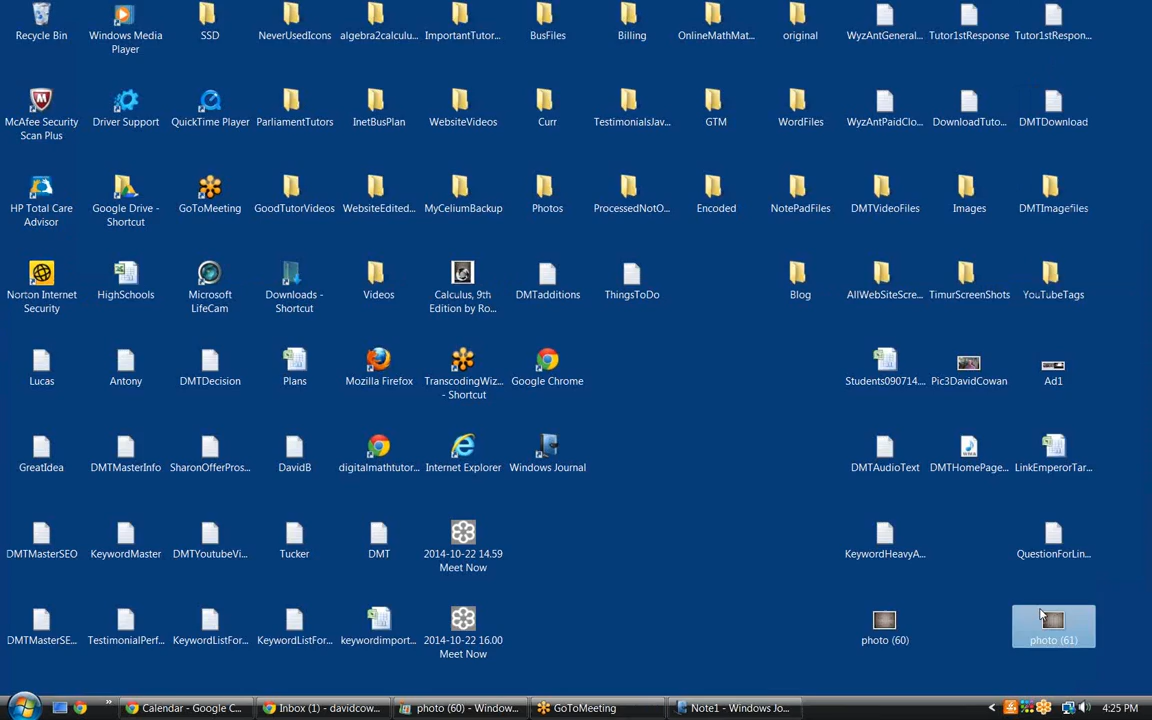 Recycle Bin
Windows Media Player
SSD
NeverUsedIcons
algebra2calculu...
ImportantTutor...
BusFiles
Billing
OnlineMathMat...
original
WyzAntGeneral...
Tutor1stResponse
Tutor1stRespon...
McAfee Security Scan Plus
Driver Support
QuickTime Player
ParliamentTutors
InetBusPlan
WebsiteVideos
Curr
TestimonialsJav...
GTM
WordFiles
WyzAntPaidClo...
DownloadTuto...
DMTDownload
HP Total Care Advisor
Google Drive - Shortcut
GoToMeeting
GoodTutorVideos
WebsiteEdited...
MyCeliumBackup
Photos
ProcessedNotO...
Encoded
NotePadFiles
DMTVideoFiles
Images
DMTImagefiles
Norton Internet Security
HighSchools
Microsoft LifeCam
Downloads - Shortcut
Videos
Calculus, 9th Edition by Ro...
DMTadditions
ThingsToDo
Blog
AllWebSiteScre...
TimurScreenShots
YouTubeTags
Lucas
Antony
DMTDecision
Plans
Mozilla Firefox
TranscodingWiz... - Shortcut
Google Chrome
Students090714....
Pic3DavidCowan
Ad1
GreatIdea
DMTMasterInfo
SharonOfferPros...
DavidB
digitalmathtutor...
Internet Explorer
Windows Journal
DMTAudioText
DMTHomePage...
LinkEmperorTar...
DMTMasterSEO
KeywordMaster
DMTYoutubeVi...
Tucker
DMT
2014-10-22 14.59 Meet Now
KeywordHeavyA...
QuestionForLin...
DMTMasterSE...
TestimonialPerf...
KeywordListFor...
KeywordListFor...
keywordimport...
2014-10-22 16.00 Meet Now
photo (60)
photo (61)
Calendar - Google C...
Inbox (1) - davidcow...
photo (60) - Window...
GoToMeeting
Note1 - Windows Jo...
4:25 PM